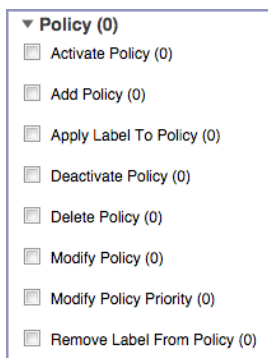 Policy (0)
Activate Policy (0)
Add Policy (0)
Apply Label To Policy (0)
Deactivate Policy (0)
Delete Policy (0)
Modify Policy (0)
Modify Policy Priority (0)
Remove Label From Policy (0)